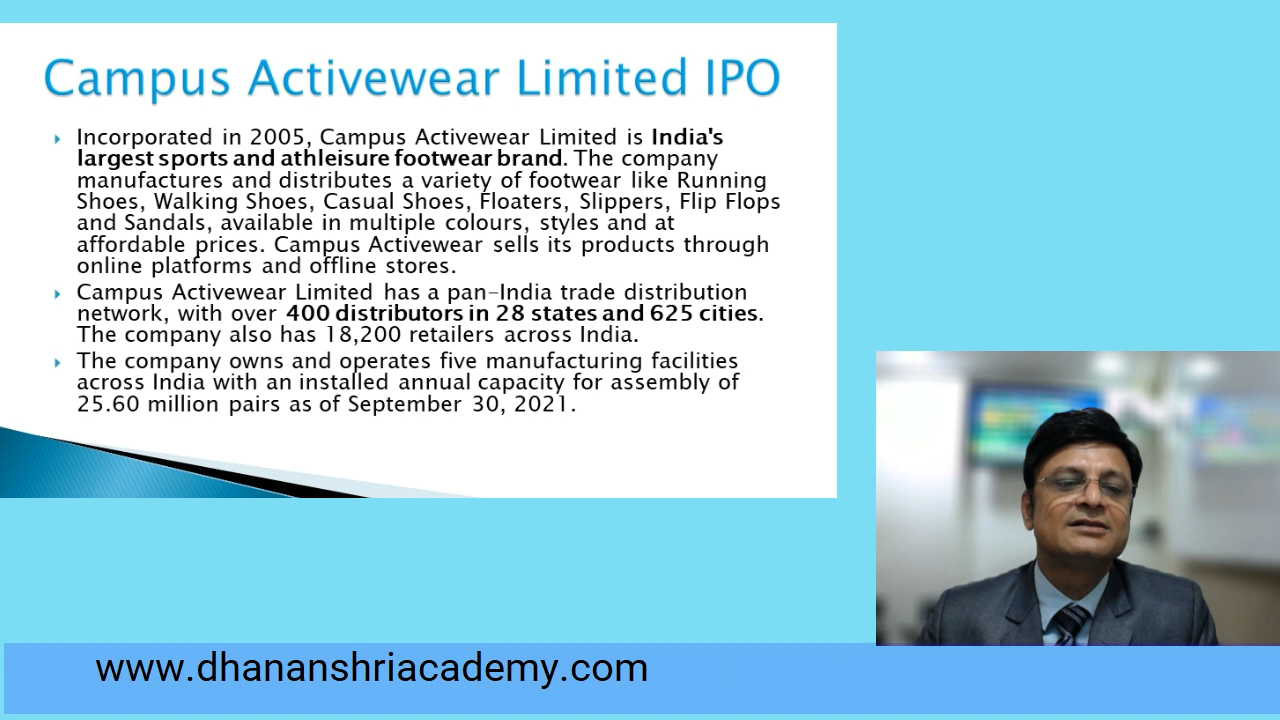 Campus Activewear Limited IPO
Incorporated in 2005, Campus Activewear Limited is India's
largest sports and athleisure footwear brand. The company
manufactures and distributes a variety of footwear like Running
Shoes, Walking Shoes, Casual Shoes, Floaters, Slippers, Flip Flops
and Sandals, available in multiple colours, styles and at
affordable prices. Campus Activewear sells its products through
online platforms and offline stores.
Campus Activewear Limited has a pan-India trade distribution
network, with over 400 distributors in 28 states and 625 cities.
The company also has 18,200 retailers across India.
The company owns and operates five manufacturing facilities
across India with an installed annual capacity for assembly of
25.60 million pairs as of September 30, 2021.
www.dhananshriacademy.com